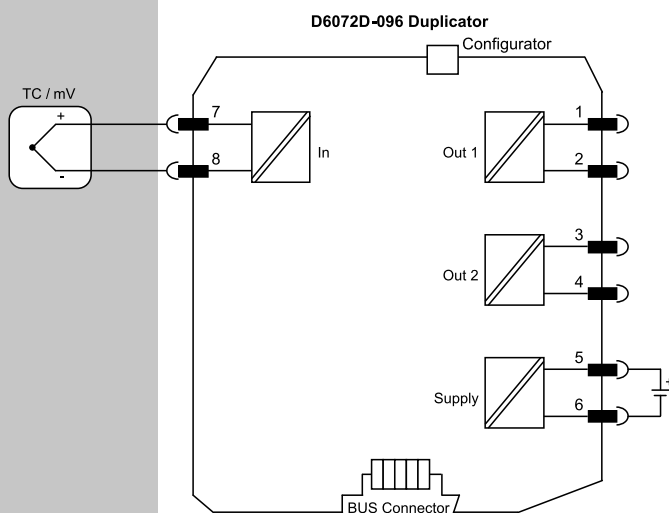 D6072D-096 Duplicator
Configurator
TC / mV
+
-
7
8
In
1
2
Out 1
3
4
Out 2
5
6
Supply
+
BUS Connector